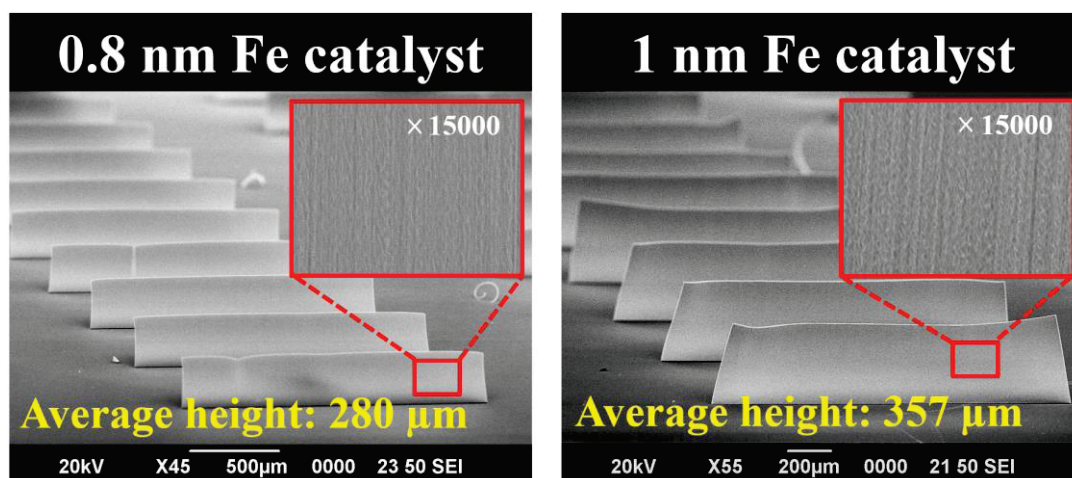 0.8 nm Fe catalyst
× 15000
Average height: 280 μm
20kV X45 500μm 0000 23 50 SEI
1 nm Fe catalyst
× 15000
Average height: 357 μm
20kV X55 200μm 0000 21 50 SEI